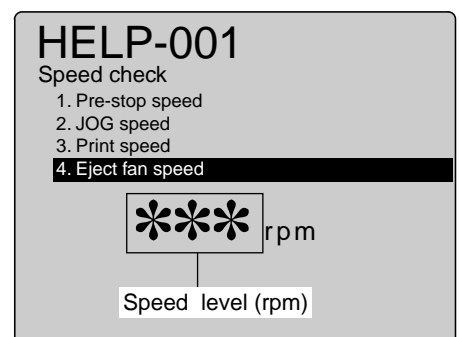 HELP-001
Speed check
1. Pre-stop speed
2. JOG speed
3. Print speed
4. Eject fan speed
*** rpm
Speed level (rpm)